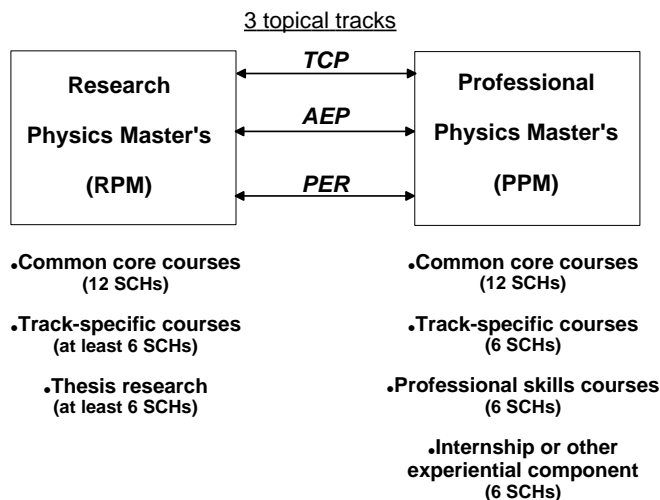 3 topical tracks
Research
Physics Master's
(RPM)
TCP
AEP
PER
Professional
Physics Master's
(PPM)
•Common core courses
(12 SCHs)
•Track-specific courses
(at least 6 SCHs)
•Thesis research
(at least 6 SCHs)
•Common core courses
(12 SCHs)
•Track-specific courses
(6 SCHs)
•Professional skills courses
(6 SCHs)
•Internship or other
experiential component
(6 SCHs)